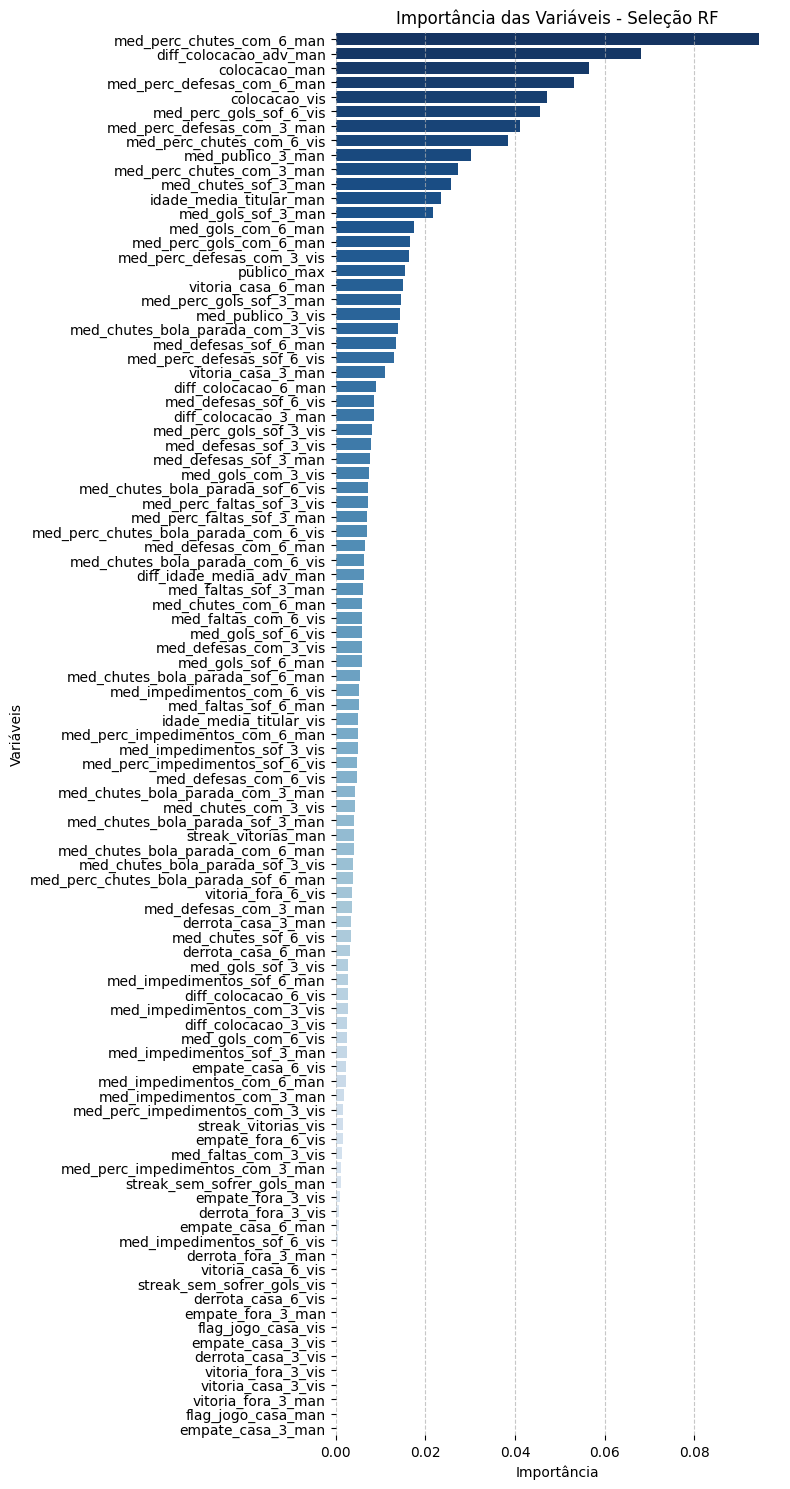 Importância das Variáveis - Seleção RF
med_perc_chutes_com_6_man
diff_colocacao_adv_man
colocacao_man
med_perc_defesas_com_6_man
colocacao_vis
med_perc_gols_sof_6_vis
med_perc_defesas_com_3_man
med_perc_chutes_com_6_vis
med_publico_3_man
med_perc_chutes_com_3_man
med_chutes_sof_3_man
idade_media_titular_man
med_gols_sof_3_man
med_gols_com_6_man
med_perc_gols_com_6_man
med_perc_defesas_com_3_vis
publico_max
vitoria_casa_6_man
med_perc_gols_sof_3_man
med_publico_3_vis
med_chutes_bola_parada_com_3_vis
med_defesas_sof_6_man
med_perc_defesas_sof_6_vis
vitoria_casa_3_man
diff_colocacao_6_man
med_defesas_sof_6_vis
diff_colocacao_3_man
med_perc_gols_sof_3_vis
med_defesas_sof_3_vis
med_defesas_sof_3_man
med_gols_com_3_vis
med_chutes_bola_parada_sof_6_vis
med_perc_faltas_sof_3_vis
med_perc_faltas_sof_3_man
med_perc_chutes_bola_parada_com_6_vis
med_defesas_com_6_man
med_chutes_bola_parada_com_6_vis
diff_idade_media_adv_man
med_faltas_sof_3_man
med_chutes_com_6_man
med_faltas_com_6_vis
med_gols_sof_6_vis
med_defesas_com_3_vis
med_gols_sof_6_man
med_chutes_bola_parada_sof_6_man
med_impedimentos_com_6_vis
med_faltas_sof_6_man
idade_media_titular_vis
med_perc_impedimentos_com_6_man
med_impedimentos_sof_3_vis
med_perc_impedimentos_sof_6_vis
med_defesas_com_6_vis
med_chutes_bola_parada_com_3_man
med_chutes_com_3_vis
med_chutes_bola_parada_sof_3_man
streak_vitorias_man
med_chutes_bola_parada_com_6_man
med_chutes_bola_parada_sof_3_vis
med_perc_chutes_bola_parada_sof_6_man
vitoria_fora_6_vis
med_defesas_com_3_man
derrota_casa_3_man
med_chutes_sof_6_vis
derrota_casa_6_man
med_gols_sof_3_vis
med_impedimentos_sof_6_man
diff_colocacao_6_vis
med_impedimentos_com_3_vis
diff_colocacao_3_vis
med_gols_com_6_vis
med_impedimentos_sof_3_man
empate_casa_6_vis
med_impedimentos_com_6_man
med_impedimentos_com_3_man
med_perc_impedimentos_com_3_vis
streak_vitorias_vis
empate_fora_6_vis
med_faltas_com_3_vis
med_perc_impedimentos_com_3_man
streak_sem_sofrer_gols_man
empate_fora_3_vis
derrota_fora_3_vis
empate_casa_6_man
med_impedimentos_sof_6_vis
derrota_fora_3_man
vitoria_casa_6_vis
streak_sem_sofrer_gols_vis
derrota_casa_6_vis
empate_fora_3_man
flag_jogo_casa_vis
empate_casa_3_vis
derrota_casa_3_vis
vitoria_fora_3_vis
vitoria_casa_3_vis
vitoria_fora_3_man
flag_jogo_casa_man
empate_casa_3_man
Variáveis
0.00 0.02 0.04 0.06 0.08
Importância